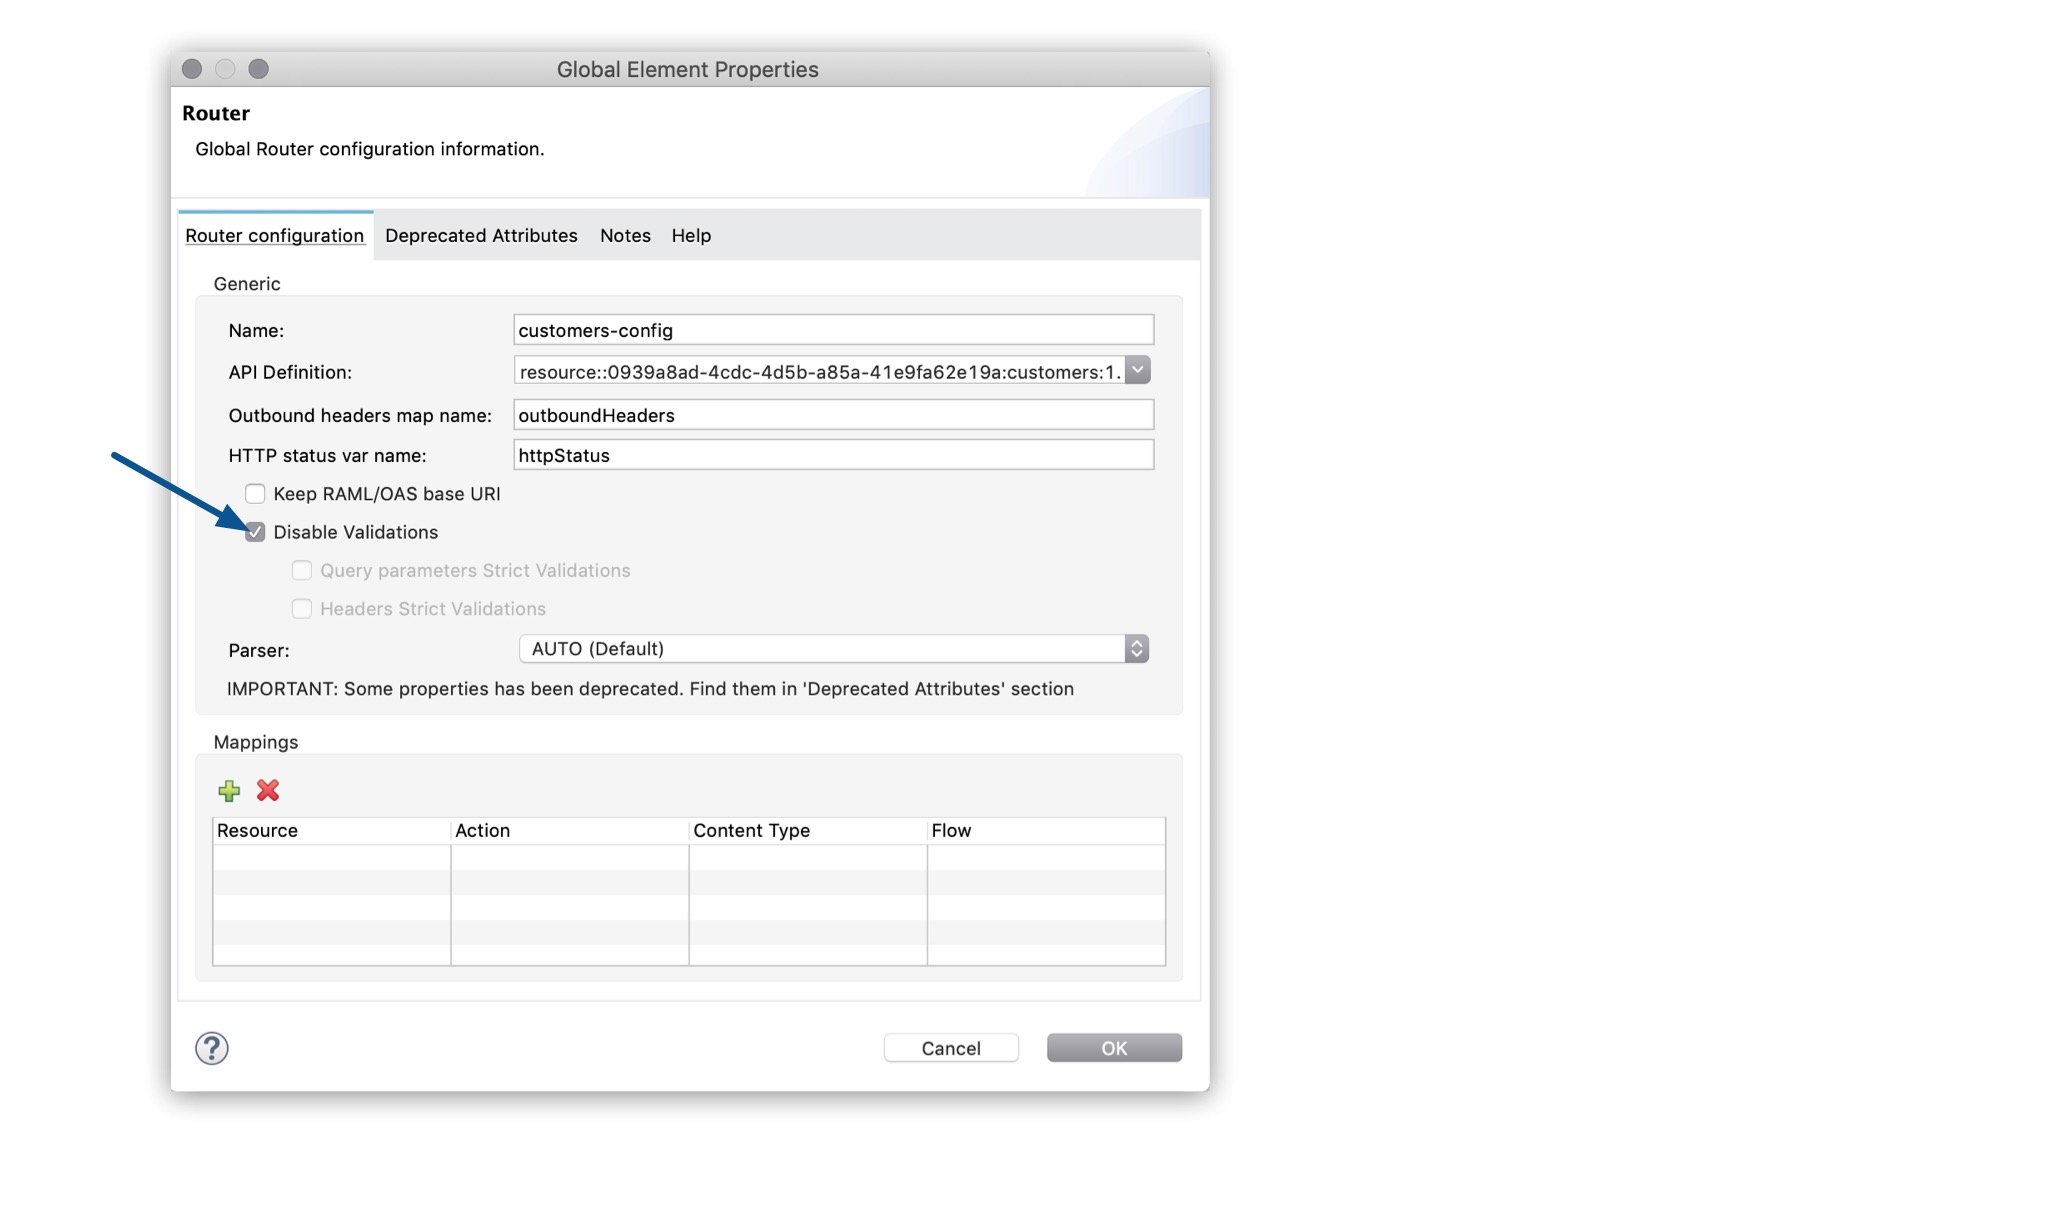 Global Element Properties
Router
Global Router configuration information.
Router configuration Deprecated Attributes Notes Help
Generic
Name: customers-config
API Definition: resource::0939a8ad-4cdc-4d5b-a85a-41e9fa62e19a:customers:1.
Outbound headers map name: outboundHeaders
HTTP status var name: httpStatus
Keep RAML/OAS base URI
Disable Validations
Query parameters Strict Validations
Headers Strict Validations
Parser: AUTO (Default)
IMPORTANT: Some properties has been deprecated. Find them in 'Deprecated Attributes' section
Mappings
Resource Action Content Type Flow
? Cancel OK